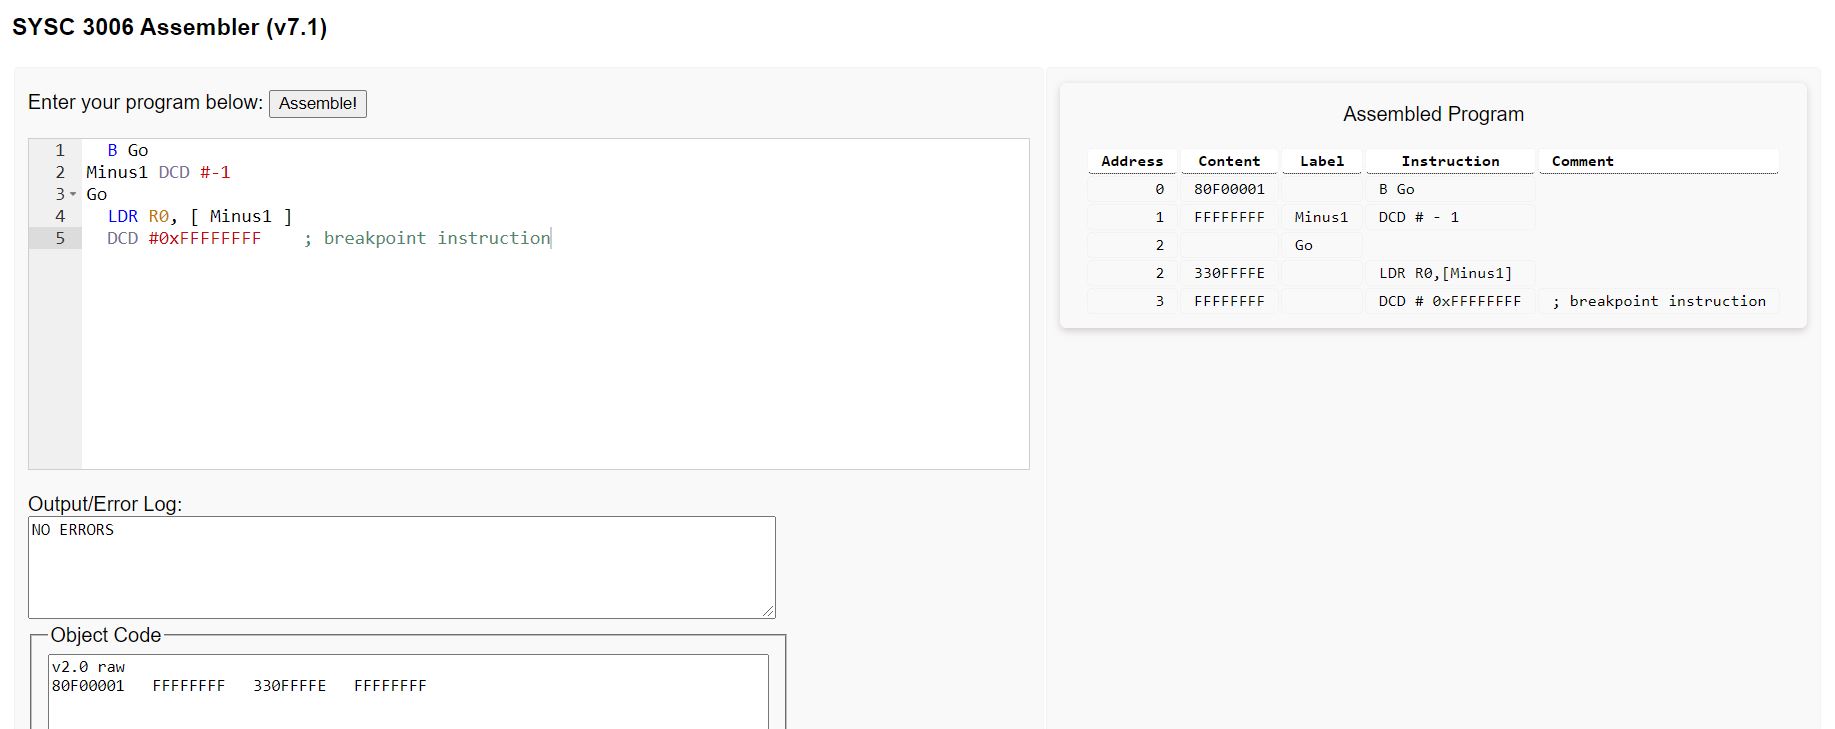 SYSC 3006 Assembler (v7.1)
Enter your program below: Assemble!
1 B Go
2 Minus1 DCD #-1
3 Go
4 LDR R0, [ Minus1 ]
5 DCD #0xFFFFFFFF ; breakpoint instruction
Output/Error Log:
NO ERRORS
Object Code
v2.0 raw
80F00001 FFFFFFFF 330FFFFE FFFFFFFF
Assembled Program
Address Content Label Instruction Comment
0 80F00001 B Go
1 FFFFFFFF Minus1 DCD # - 1
2 Go
2 330FFFFE LDR R0,[Minus1]
3 FFFFFFFF DCD # 0xFFFFFFFF ; breakpoint instruction